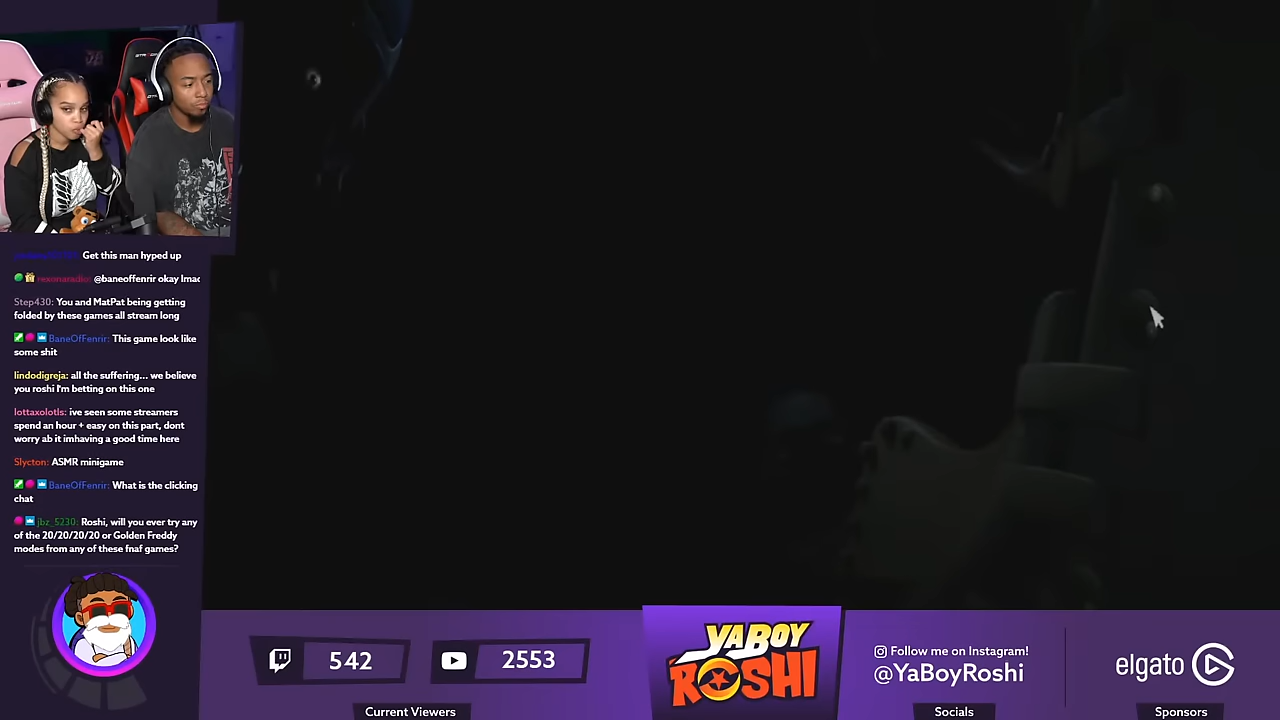 Get this man hyped up
rexonaradio: @baneoffenrir okay lmac
Step430: You and MatPat being getting
folded by these games all stream long
BaneOfFenrir: This game look like
some shit
lindodigreja: all the suffering... we believe
you roshi I'm betting on this one
lottaxolotls: ive seen some streamers
spend an hour + easy on this part, dont
worry ab it imhaving a good time here
Slycton: ASMR minigame
BaneOfFenrir: What is the clicking
chat
jbz_5230: Roshi, will you ever try any
of the 20/20/20/20 or Golden Freddy
modes from any of these fnaf games?
542
2553
Current Viewers
YABOY
ROSHI
Follow me on Instagram!
@YaBoyRoshi
Socials
elgato
Sponsors